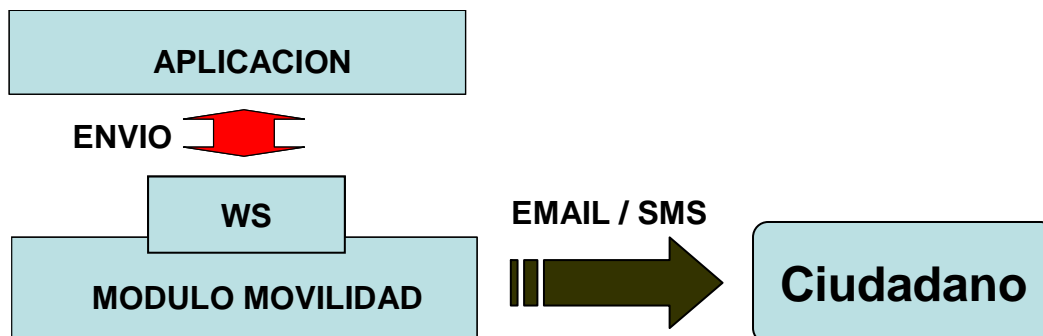 APLICACION
ENVIO
WS
EMAIL / SMS
MODULO MOVILIDAD
Ciudadano